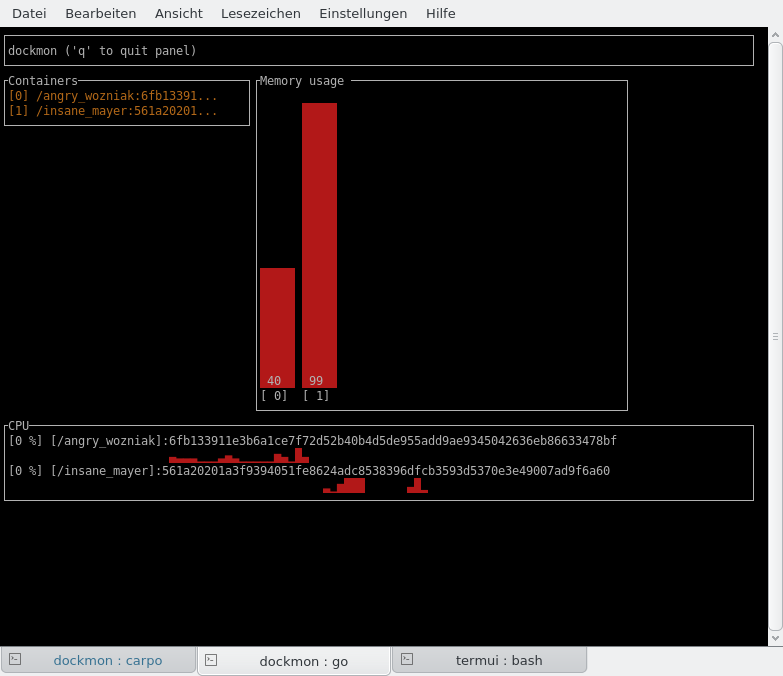 Datei Bearbeiten Ansicht Lesezeichen Einstellungen Hilfe
dockmon ('q' to quit panel)
Containers
[0] /angry_wozniak:6fb13391...
[1] /insane_mayer:561a20201...
Memory usage
40 99
[ 0] [ 1]
CPU
[0 %] [/angry_wozniak]:6fb133911e3b6a1ce7f72d52b40b4d5de955add9ae9345042636eb86633478bf
[0 %] [/insane_mayer]:561a20201a3f9394051fe8624adc8538396dfcb3593d5370e3e49007ad9f6a60
dockmon : carpo dockmon : go termui : bash